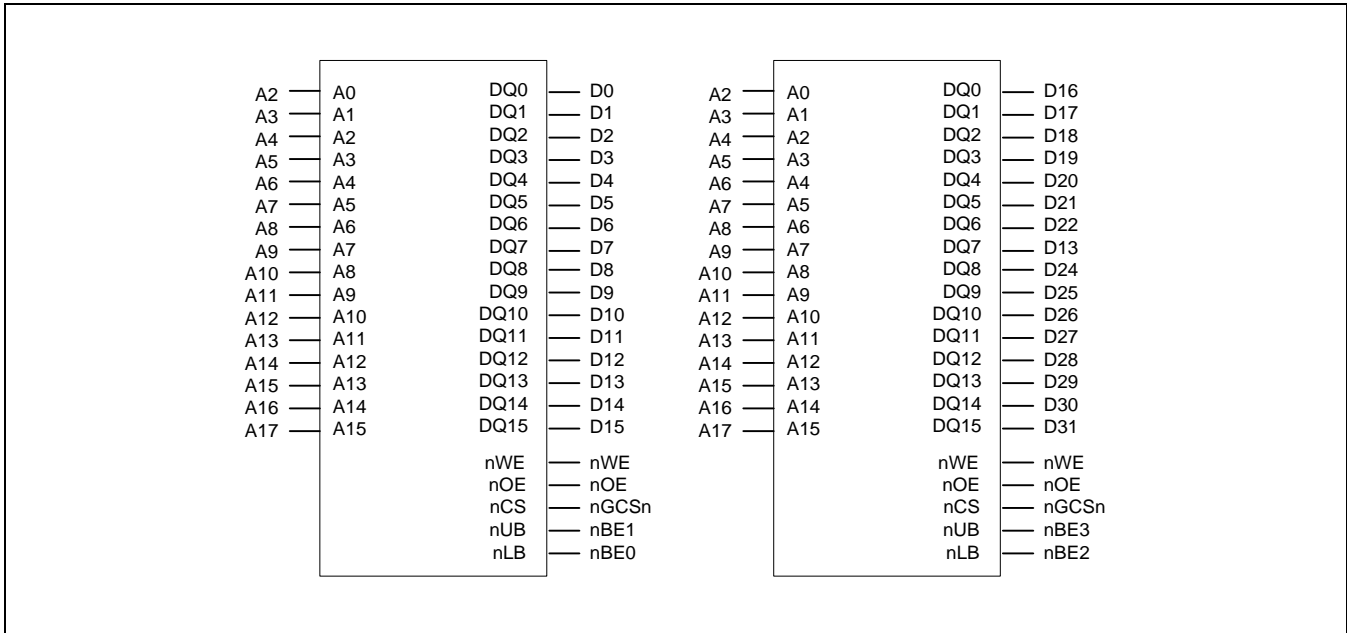 A2 A0 DQ0 D0 A2 A0 DQ0 D16
A3 A1 DQ1 D1 A3 A1 DQ1 D17
A4 A2 DQ2 D2 A4 A2 DQ2 D18
A5 A3 DQ3 D3 A5 A3 DQ3 D19
A6 A4 DQ4 D4 A6 A4 DQ4 D20
A7 A5 DQ5 D5 A7 A5 DQ5 D21
A8 A6 DQ6 D6 A8 A6 DQ6 D22
A9 A7 DQ7 D7 A9 A7 DQ7 D13
A10 A8 DQ8 D8 A10 A8 DQ8 D24
A11 A9 DQ9 D9 A11 A9 DQ9 D25
A12 A10 DQ10 D10 A12 A10 DQ10 D26
A13 A11 DQ11 D11 A13 A11 DQ11 D27
A14 A12 DQ12 D12 A14 A12 DQ12 D28
A15 A13 DQ13 D13 A15 A13 DQ13 D29
A16 A14 DQ14 D14 A16 A14 DQ14 D30
A17 A15 DQ15 D15 A17 A15 DQ15 D31
nWE nWE nWE nWE
nOE nOE nOE nOE
nCS nGCSn nCS nGCSn
nUB nBE1 nUB nBE3
nLB nBE0 nLB nBE2